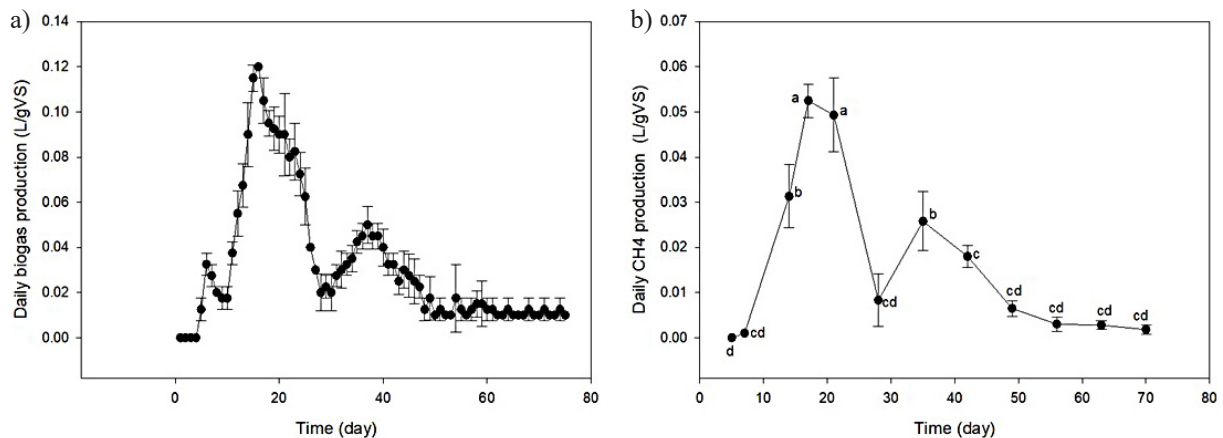 a)
Daily biogas production (L/gVS)
0.14
0.12
0.10
0.08
0.06
0.04
0.02
0.00
0 20 40 60 80
Time (day)
b)
Daily CH4 production (L/gVS)
0.07
0.06
0.05
0.04
0.03
0.02
0.01
0.00
a
a
b
b
c
cd
cd
cd
cd
cd
cd
d
0 10 20 30 40 50 60 70 80
Time (day)